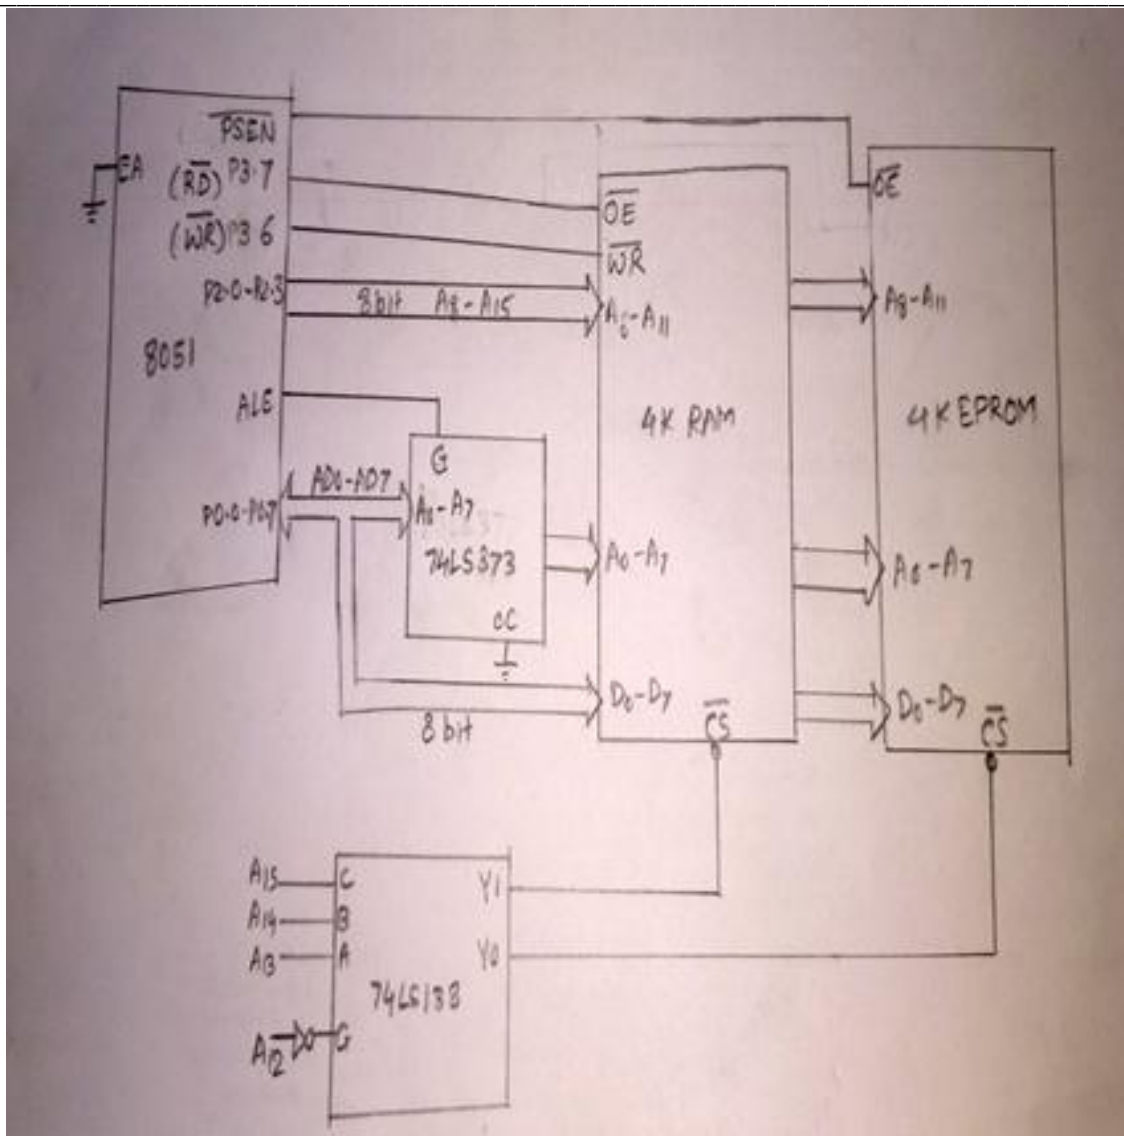 PSEN
EA
(RD) P3.7
(WR) P3.6
P2.0-P2.3
8051
ALE
P0.0-P0.7
8bit A8-A15
AD0-AD7
G
A0-A7
74LS373
OC
8 bit
OE
WR
A8-A11
4K RAM
A0-A7
D0-D7
CS
OE
A8-A11
4K EPROM
A0-A7
D0-D7
CS
A15
C
Y1
A14
B
A13
A
Y0
74LS138
A12
G